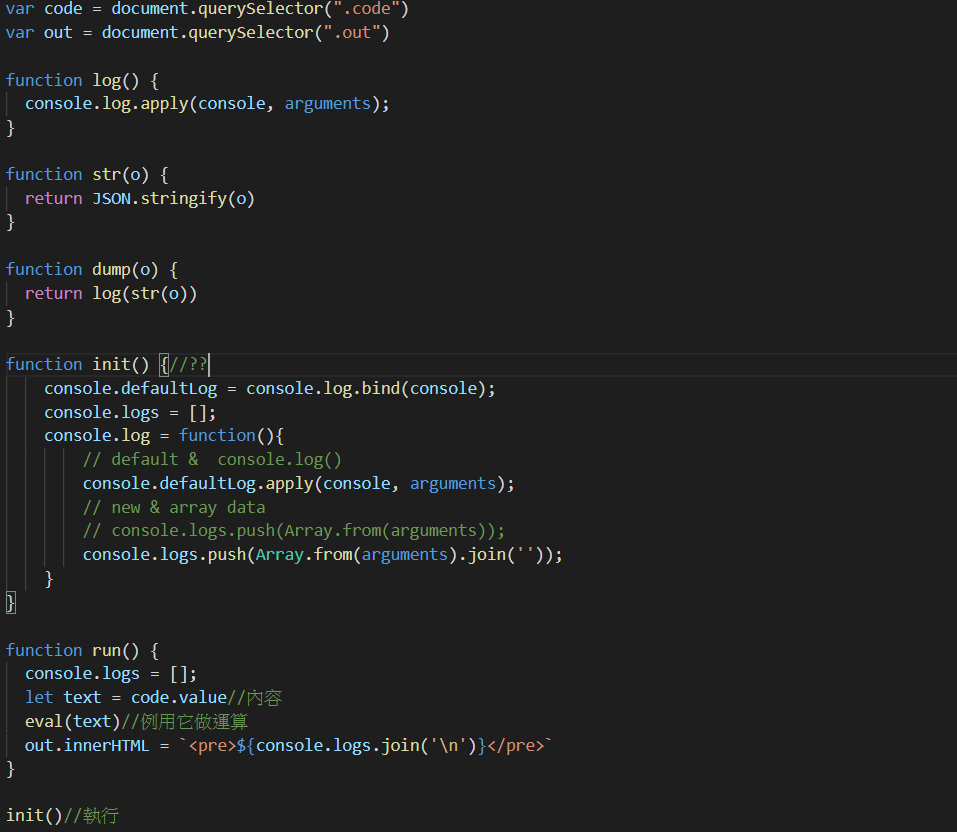 var code = document.querySelector(".code")
var out = document.querySelector(".out")
function log() {
console.log.apply(console, arguments);
}
function str(o) {
return JSON.stringify(o)
}
function dump(o) {
return log(str(o))
}
function init() {//??
console.defaultLog = console.log.bind(console);
console.logs = [];
console.log = function(){
// default &  console.log()
console.defaultLog.apply(console, arguments);
// new & array data
// console.logs.push(Array.from(arguments));
console.logs.push(Array.from(arguments).join(''));
}
}
function run() {
console.logs = [];
let text = code.value//內容
eval(text)//例用它做運算
out.innerHTML = `<pre>${console.logs.join('\n')}</pre>`
}
init()//執行